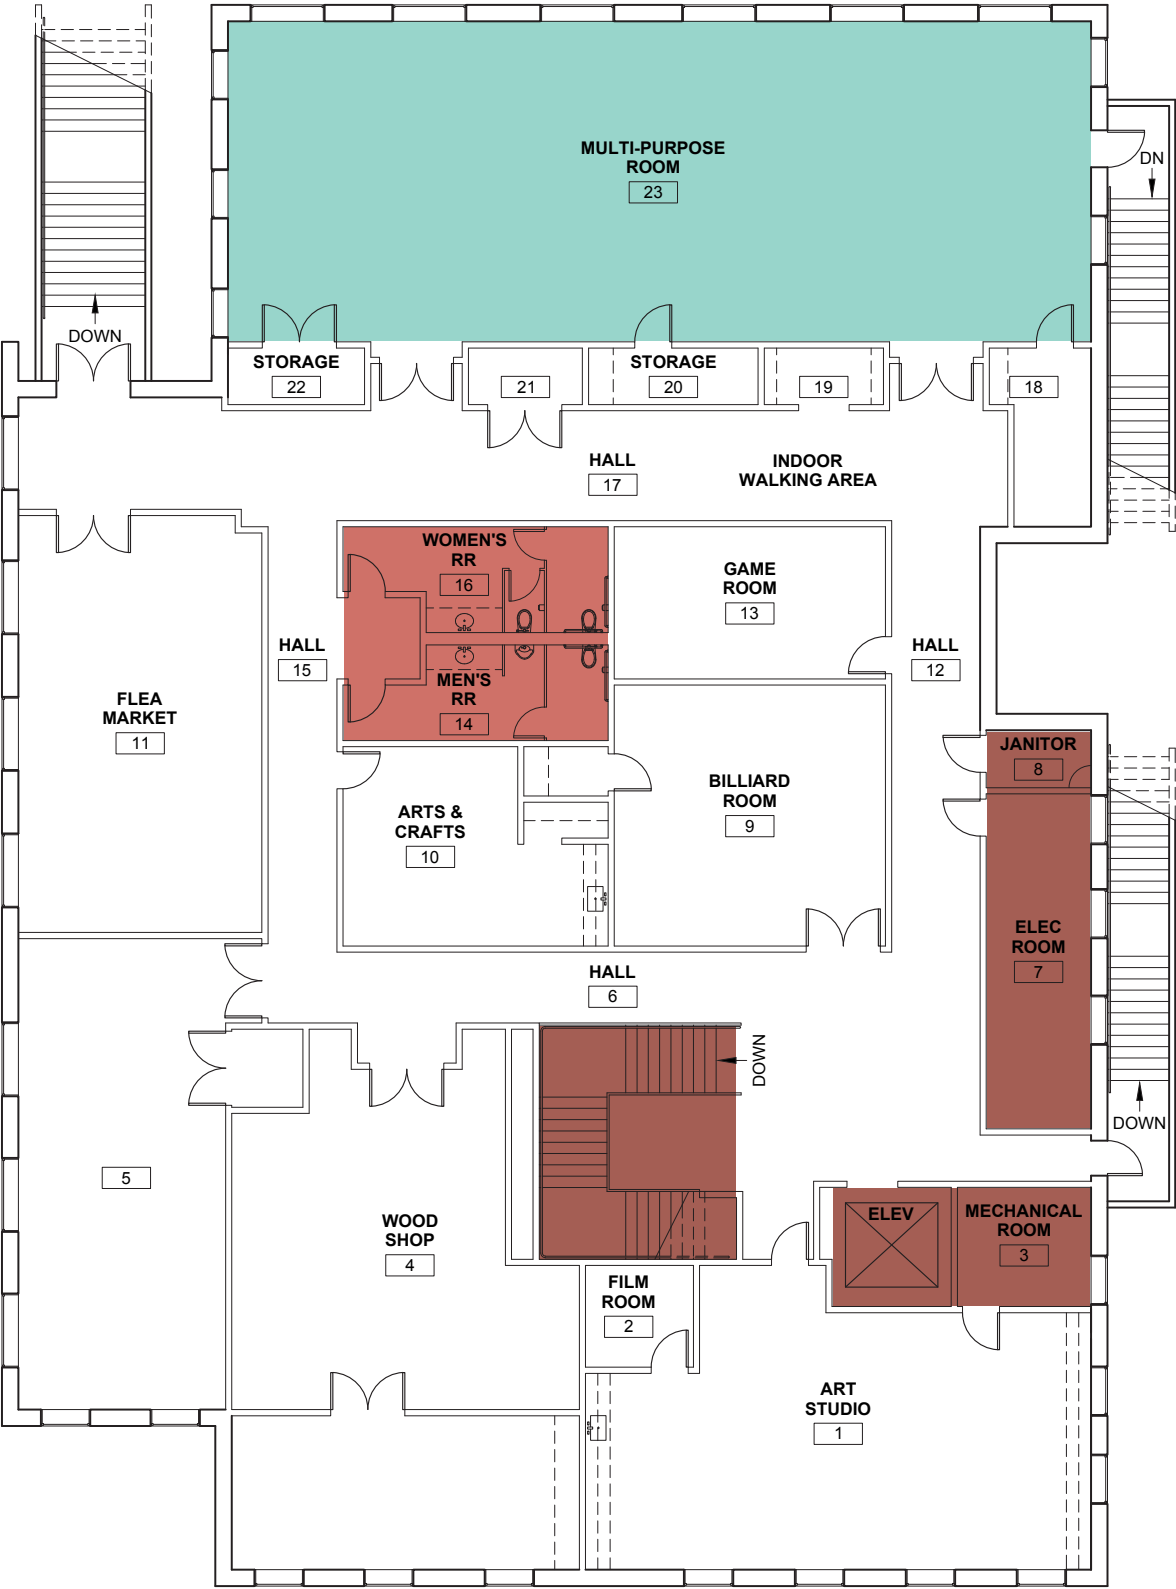 MULTI-PURPOSE
ROOM
23
DN
DOWN
STORAGE
22
21
STORAGE
20
19
18
HALL
17
INDOOR
WALKING AREA
WOMEN'S
RR
16
GAME
ROOM
13
HALL
15
HALL
12
MEN'S
RR
14
FLEA
MARKET
11
JANITOR
8
BILLIARD
ROOM
9
ARTS &
CRAFTS
10
ELEC
ROOM
7
HALL
6
DOWN
DOWN
5
WOOD
SHOP
4
ELEV
MECHANICAL
ROOM
3
FILM
ROOM
2
ART
STUDIO
1